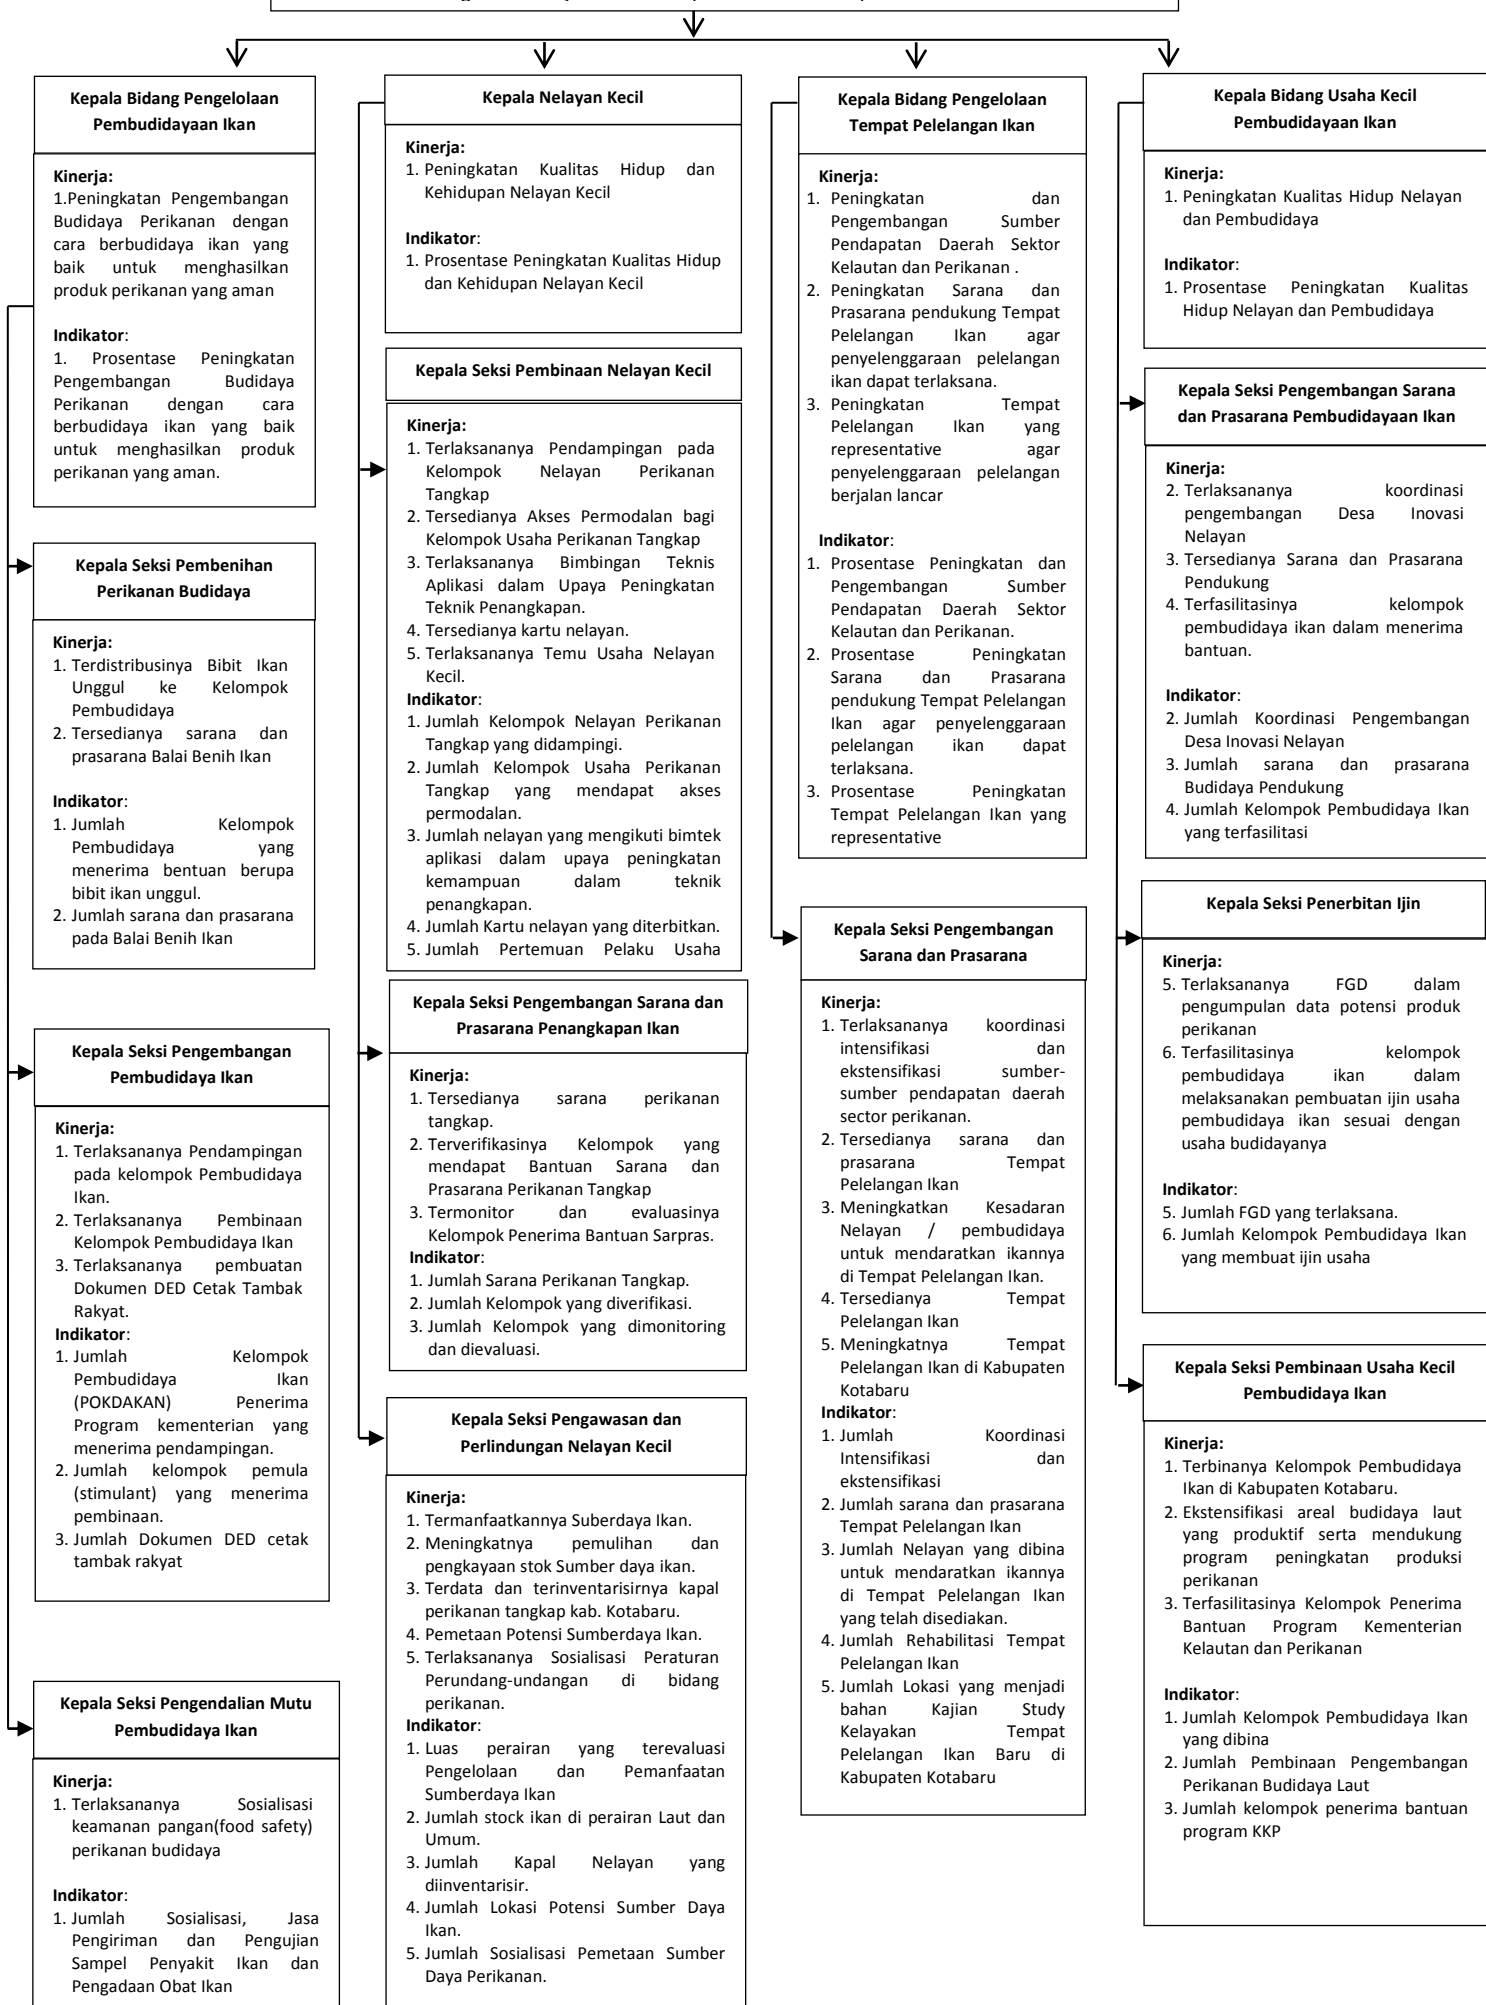 Kepala Bidang Pengelolaan
Pembudidayaan Ikan
Kinerja:
1.Peningkatan Pengembangan
Budidaya Perikanan dengan
cara berbudidaya ikan yang
baik untuk menghasilkan
produk perikanan yang aman
Indikator:
1. Prosentase Peningkatan
Pengembangan Budidaya
Perikanan dengan cara
berbudidaya ikan yang baik
untuk menghasilkan produk
perikanan yang aman.
Kepala Seksi Pembenihan
Perikanan Budidaya
Kinerja:
1. Terdistribusinya Bibit Ikan
Unggul ke Kelompok
Pembudidaya
2. Tersedianya sarana dan
prasarana Balai Benih Ikan
Indikator:
1. Jumlah Kelompok
Pembudidaya yang
menerima bentuan berupa
bibit ikan unggul.
2. Jumlah sarana dan prasarana
pada Balai Benih Ikan
Kepala Seksi Pengembangan
Pembudidaya Ikan
Kinerja:
1. Terlaksananya Pendampingan
pada kelompok Pembudidaya
Ikan.
2. Terlaksananya Pembinaan
Kelompok Pembudidaya Ikan
3. Terlaksananya pembuatan
Dokumen DED Cetak Tambak
Rakyat.
Indikator:
1. Jumlah Kelompok
Pembudidaya Ikan
(POKDAKAN) Penerima
Program kementerian yang
menerima pendampingan.
2. Jumlah kelompok pemula
(stimulant) yang menerima
pembinaan.
3. Jumlah Dokumen DED cetak
tambak rakyat
Kepala Seksi Pengendalian Mutu
Pembudidaya Ikan
Kinerja:
1. Terlaksananya Sosialisasi
keamanan pangan(food safety)
perikanan budidaya
Indikator:
1. Jumlah Sosialisasi, Jasa
Pengiriman dan Pengujian
Sampel Penyakit Ikan dan
Pengadaan Obat Ikan
Kepala Nelayan Kecil
Kinerja:
1. Peningkatan Kualitas Hidup dan
Kehidupan Nelayan Kecil
Indikator:
1. Prosentase Peningkatan Kualitas Hidup
dan Kehidupan Nelayan Kecil
Kepala Seksi Pembinaan Nelayan Kecil
Kinerja:
1. Terlaksananya Pendampingan pada
Kelompok Nelayan Perikanan
Tangkap
2. Tersedianya Akses Permodalan bagi
Kelompok Usaha Perikanan Tangkap
3. Terlaksananya Bimbingan Teknis
Aplikasi dalam Upaya Peningkatan
Teknik Penangkapan.
4. Tersedianya kartu nelayan.
5. Terlaksananya Temu Usaha Nelayan
Kecil.
Indikator:
1. Jumlah Kelompok Nelayan Perikanan
Tangkap yang didampingi.
2. Jumlah Kelompok Usaha Perikanan
Tangkap yang mendapat akses
permodalan.
3. Jumlah nelayan yang mengikuti bimtek
aplikasi dalam upaya peningkatan
kemampuan dalam teknik
penangkapan.
4. Jumlah Kartu nelayan yang diterbitkan.
5. Jumlah Pertemuan Pelaku Usaha
Kepala Seksi Pengembangan Sarana dan
Prasarana Penangkapan Ikan
Kinerja:
1. Tersedianya sarana perikanan
tangkap.
2. Terverifikasinya Kelompok yang
mendapat Bantuan Sarana dan
Prasarana Perikanan Tangkap
3. Termonitor dan evaluasinya
Kelompok Penerima Bantuan Sarpras.
Indikator:
1. Jumlah Sarana Perikanan Tangkap.
2. Jumlah Kelompok yang diverifikasi.
3. Jumlah Kelompok yang dimonitoring
dan dievaluasi.
Kepala Seksi Pengawasan dan
Perlindungan Nelayan Kecil
Kinerja:
1. Termanfaatkannya Suberdaya Ikan.
2. Meningkatnya pemulihan dan
pengkayaan stok Sumber daya ikan.
3. Terdata dan terinventarisirnya kapal
perikanan tangkap kab. Kotabaru.
4. Pemetaan Potensi Sumberdaya Ikan.
5. Terlaksananya Sosialisasi Peraturan
Perundang-undangan di bidang
perikanan.
Indikator:
1. Luas perairan yang terevaluasi
Pengelolaan dan Pemanfaatan
Sumberdaya Ikan
2. Jumlah stock ikan di perairan Laut dan
Umum.
3. Jumlah Kapal Nelayan yang
diinventarisir.
4. Jumlah Lokasi Potensi Sumber Daya
Ikan.
5. Jumlah Sosialisasi Pemetaan Sumber
Daya Perikanan.
Kepala Bidang Pengelolaan
Tempat Pelelangan Ikan
Kinerja:
1. Peningkatan dan
Pengembangan Sumber
Pendapatan Daerah Sektor
Kelautan dan Perikanan .
2. Peningkatan Sarana dan
Prasarana pendukung Tempat
Pelelangan Ikan agar
penyelenggaraan pelelangan
ikan dapat terlaksana.
3. Peningkatan Tempat
Pelelangan Ikan yang
representative agar
penyelenggaraan pelelangan
berjalan lancar
Indikator:
1. Prosentase Peningkatan dan
Pengembangan Sumber
Pendapatan Daerah Sektor
Kelautan dan Perikanan.
2. Prosentase Peningkatan
Sarana dan Prasarana
pendukung Tempat Pelelangan
Ikan agar penyelenggaraan
pelelangan ikan dapat
terlaksana.
3. Prosentase Peningkatan
Tempat Pelelangan Ikan yang
representative
Kepala Seksi Pengembangan
Sarana dan Prasarana
Kinerja:
1. Terlaksananya koordinasi
intensifikasi dan
ekstensifikasi sumber-
sumber pendapatan daerah
sector perikanan.
2. Tersedianya sarana dan
prasarana Tempat
Pelelangan Ikan
3. Meningkatkan Kesadaran
Nelayan / pembudidaya
untuk mendaratkan ikannya
di Tempat Pelelangan Ikan.
4. Tersedianya Tempat
Pelelangan Ikan
5. Meningkatnya Tempat
Pelelangan Ikan di Kabupaten
Kotabaru
Indikator:
1. Jumlah Koordinasi
Intensifikasi dan
ekstensifikasi
2. Jumlah sarana dan prasarana
Tempat Pelelangan Ikan
3. Jumlah Nelayan yang dibina
untuk mendaratkan ikannya
di Tempat Pelelangan Ikan
yang telah disediakan.
4. Jumlah Rehabilitasi Tempat
Pelelangan Ikan
5. Jumlah Lokasi yang menjadi
bahan Kajian Study
Kelayakan Tempat
Pelelangan Ikan Baru di
Kabupaten Kotabaru
Kepala Bidang Usaha Kecil
Pembudidayaan Ikan
Kinerja:
1. Peningkatan Kualitas Hidup Nelayan
dan Pembudidaya
Indikator:
1. Prosentase Peningkatan Kualitas
Hidup Nelayan dan Pembudidaya
Kepala Seksi Pengembangan Sarana
dan Prasarana Pembudidayaan Ikan
Kinerja:
2. Terlaksananya koordinasi
pengembangan Desa Inovasi
Nelayan
3. Tersedianya Sarana dan Prasarana
Pendukung
4. Terfasilitasinya kelompok
pembudidaya ikan dalam menerima
bantuan.
Indikator:
2. Jumlah Koordinasi Pengembangan
Desa Inovasi Nelayan
3. Jumlah sarana dan prasarana
Budidaya Pendukung
4. Jumlah Kelompok Pembudidaya Ikan
yang terfasilitasi
Kepala Seksi Penerbitan Ijin
Kinerja:
5. Terlaksananya FGD dalam
pengumpulan data potensi produk
perikanan
6. Terfasilitasinya kelompok
pembudidaya ikan dalam
melaksanakan pembuatan ijin usaha
pembudidaya ikan sesuai dengan
usaha budidayanya
Indikator:
5. Jumlah FGD yang terlaksana.
6. Jumlah Kelompok Pembudidaya Ikan
yang membuat ijin usaha
Kepala Seksi Pembinaan Usaha Kecil
Pembudidaya Ikan
Kinerja:
1. Terbinanya Kelompok Pembudidaya
Ikan di Kabupaten Kotabaru.
2. Ekstensifikasi areal budidaya laut
yang produktif serta mendukung
program peningkatan produksi
perikanan
3. Terfasilitasinya Kelompok Penerima
Bantuan Program Kementerian
Kelautan dan Perikanan
Indikator:
1. Jumlah Kelompok Pembudidaya Ikan
yang dibina
2. Jumlah Pembinaan Pengembangan
Perikanan Budidaya Laut
3. Jumlah kelompok penerima bantuan
program KKP